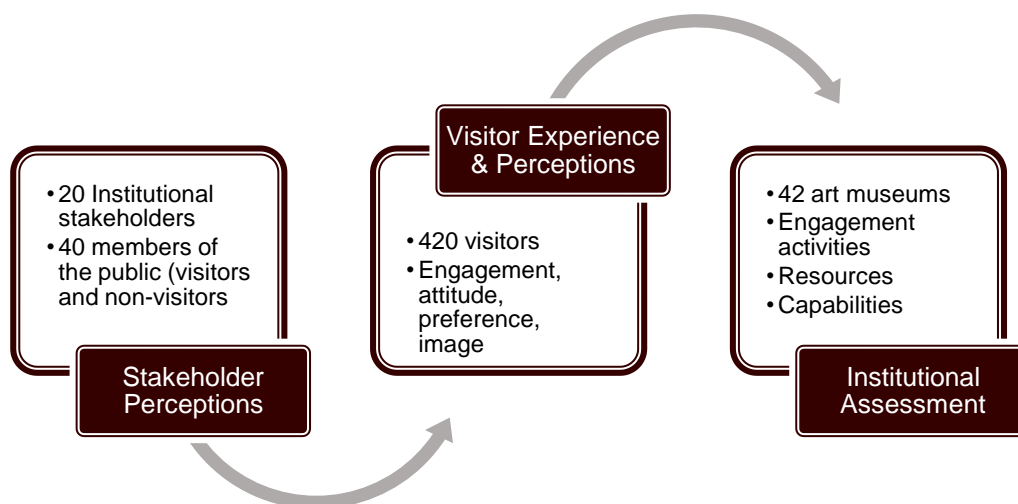 • 20 Institutional
stakeholders
• 40 members of
the public (visitors
and non-visitors
Stakeholder
Perceptions
Visitor Experience
& Perceptions
• 420 visitors
• Engagement,
attitude,
preference,
image
• 42 art museums
• Engagement
activities
• Resources
• Capabilities
Institutional
Assessment